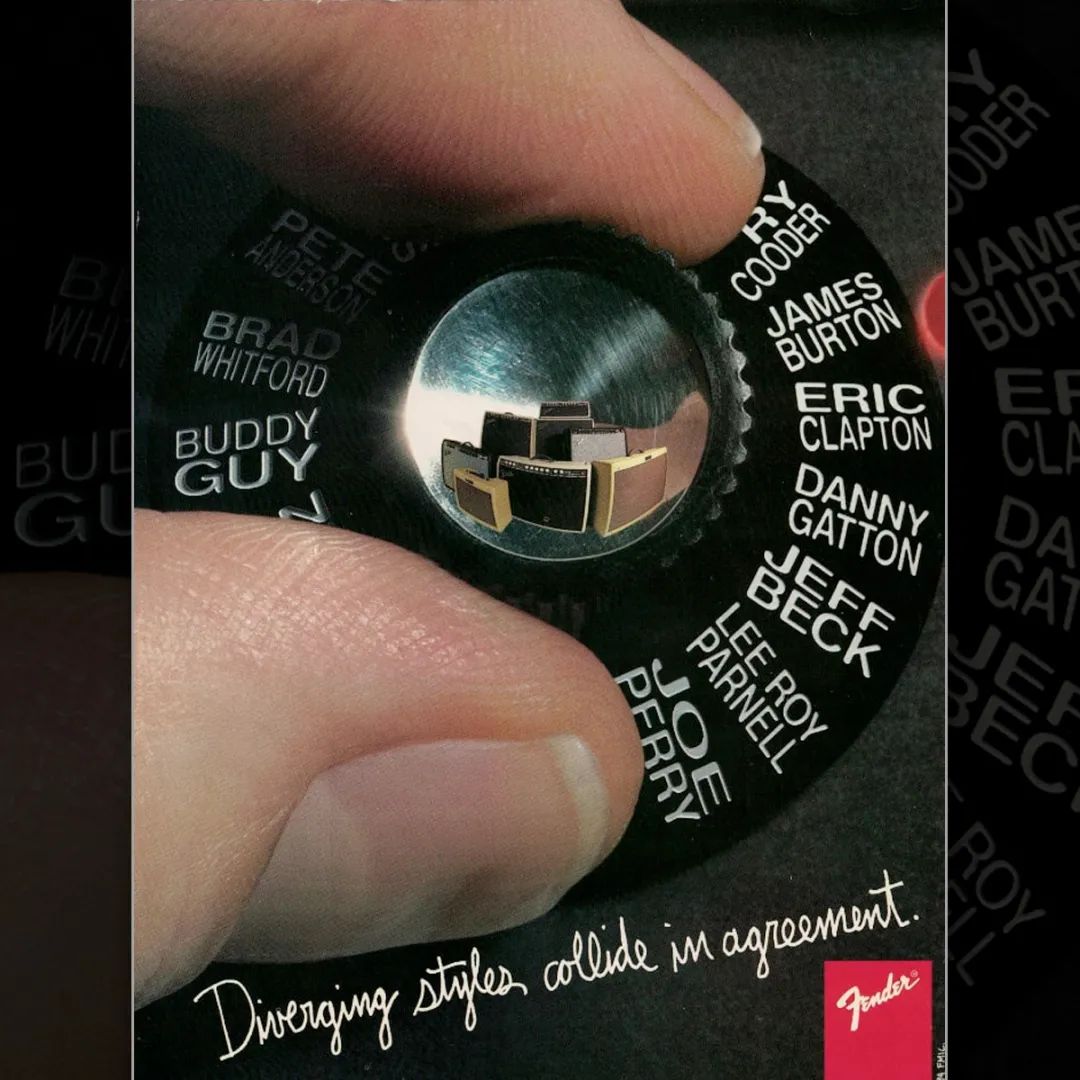 PETE
ANDERSON
BRAD
WHITFORD
BUDDY
GUY
RY
COODER
JAMES
BURTON
ERIC
CLAPTON
DANNY
GATTON
JEFF
BECK
LEE ROY
PARNELL
JOE
PERRY
Diverging styles collide in agreement.
Fender®